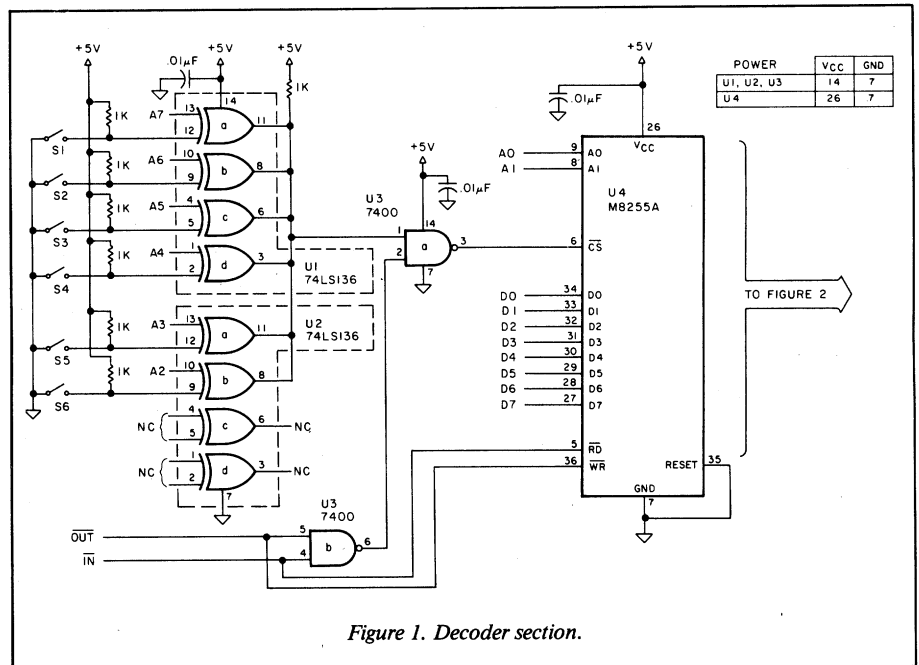 +5V
.01µF
+5V
+5V
+5V
POWER VCC GND
U1, U2, U3 14 7
U4 26 7
1K
1K
A7
13
12
14
a
11
S1
.01µF
26
VCC
1K
A6
10
9
b
8
S2
A0 9 A0
A1 8 A1
U4
M8255A
+5V
.01µF
1K
A5
4
5
c
6
S3
U3
7400
1
2
14
a
3
7
6 CS
1K
A4
1
2
d
3
S4
U1
74LS136
TO FIGURE 2
D0 34 D0
D1 33 D1
D2 32 D2
D3 31 D3
D4 30 D4
D5 29 D5
D6 28 D6
D7 27 D7
1K
A3
13
12
a
11
S5
U2
74LS136
1K
A2
10
9
b
8
S6
NC
4
5
c
6
NC
NC
1
2
d
3
NC
7
5 RD
36 WR
RESET 35
GND
7
U3
7400
OUT
5
IN
4
b
6
Figure 1. Decoder section.